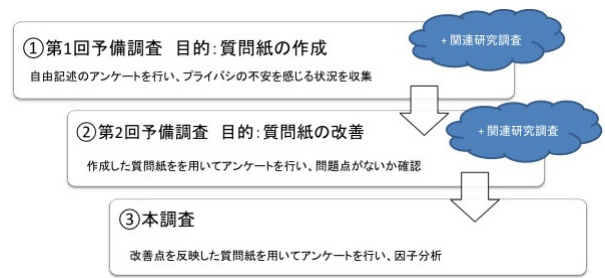 ①第1回予備調査 目的:質問紙の作成
+関連研究調査
自由記述のアンケートを行い、プライバシの不安を感じる状況を収集
②第2回予備調査 目的:質問紙の改善
+関連研究調査
作成した質問紙をを用いてアンケートを行い、問題点がないか確認
③本調査
改善点を反映した質問紙を用いてアンケートを行い、因子分析